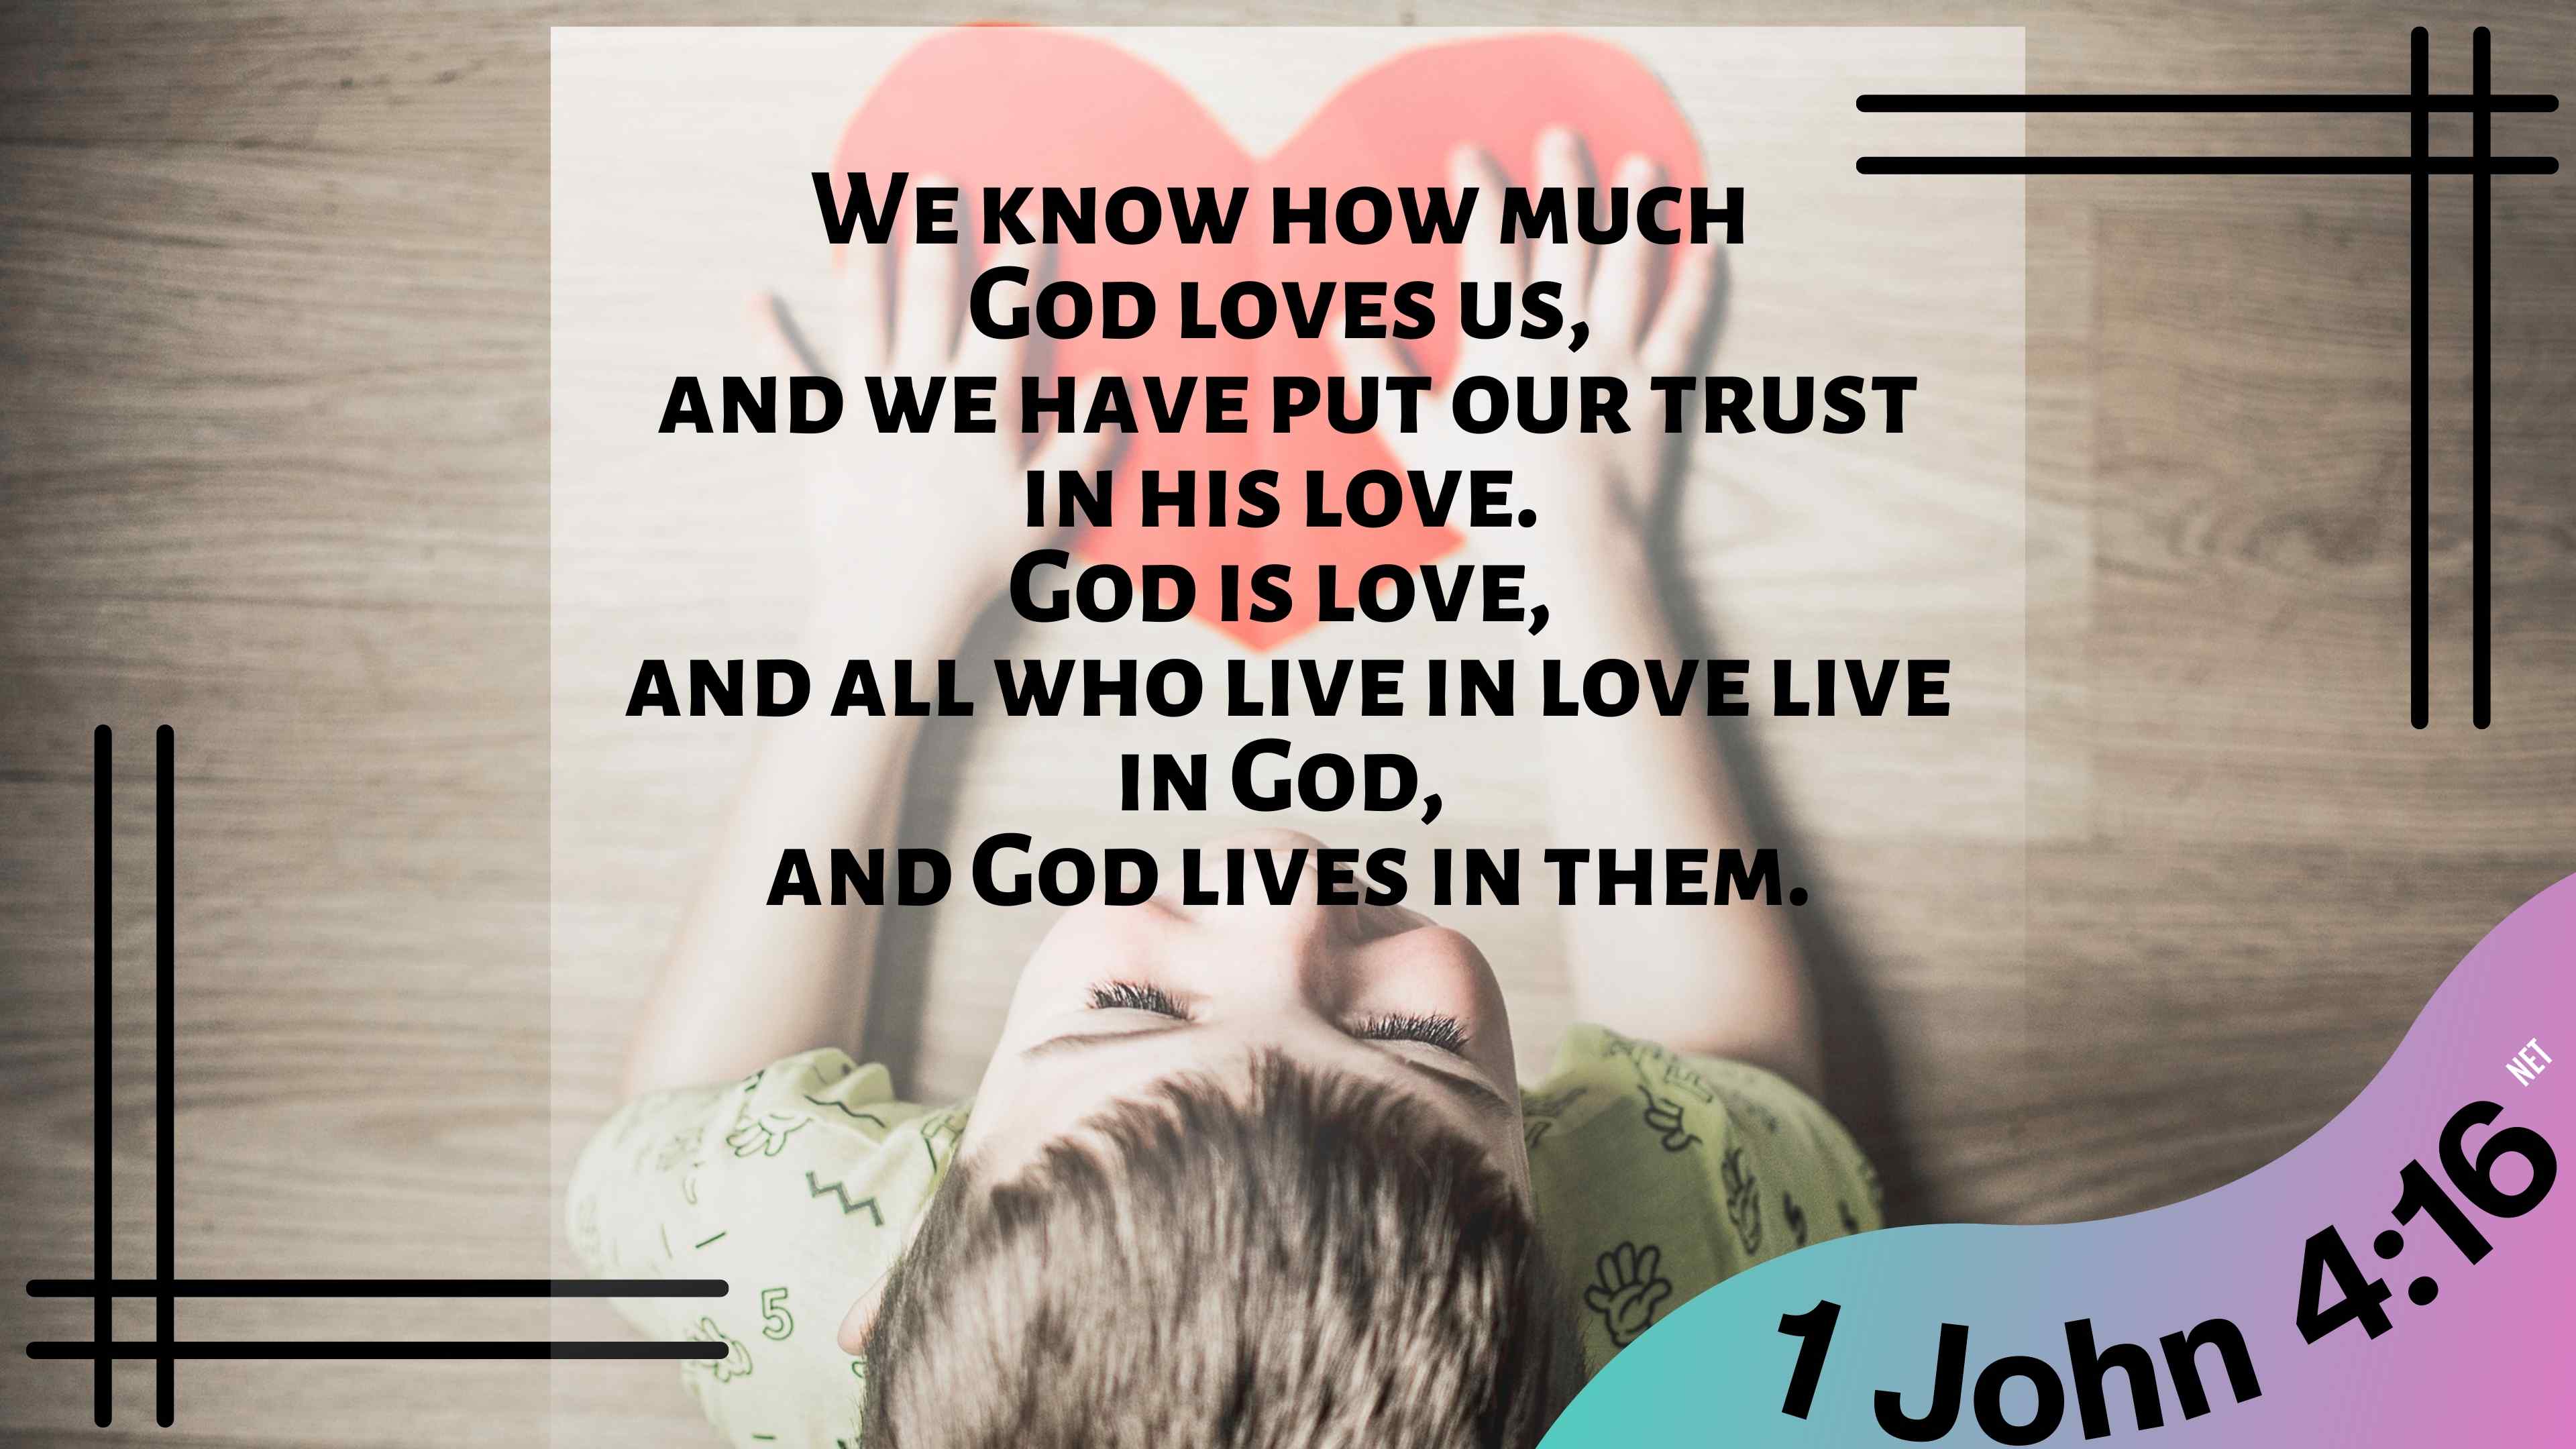 We know how much
God loves us,
and we have put our trust
in his love.
God is love,
and all who live in love live
in God,
and God lives in them.
5
NET
1 John 4:16